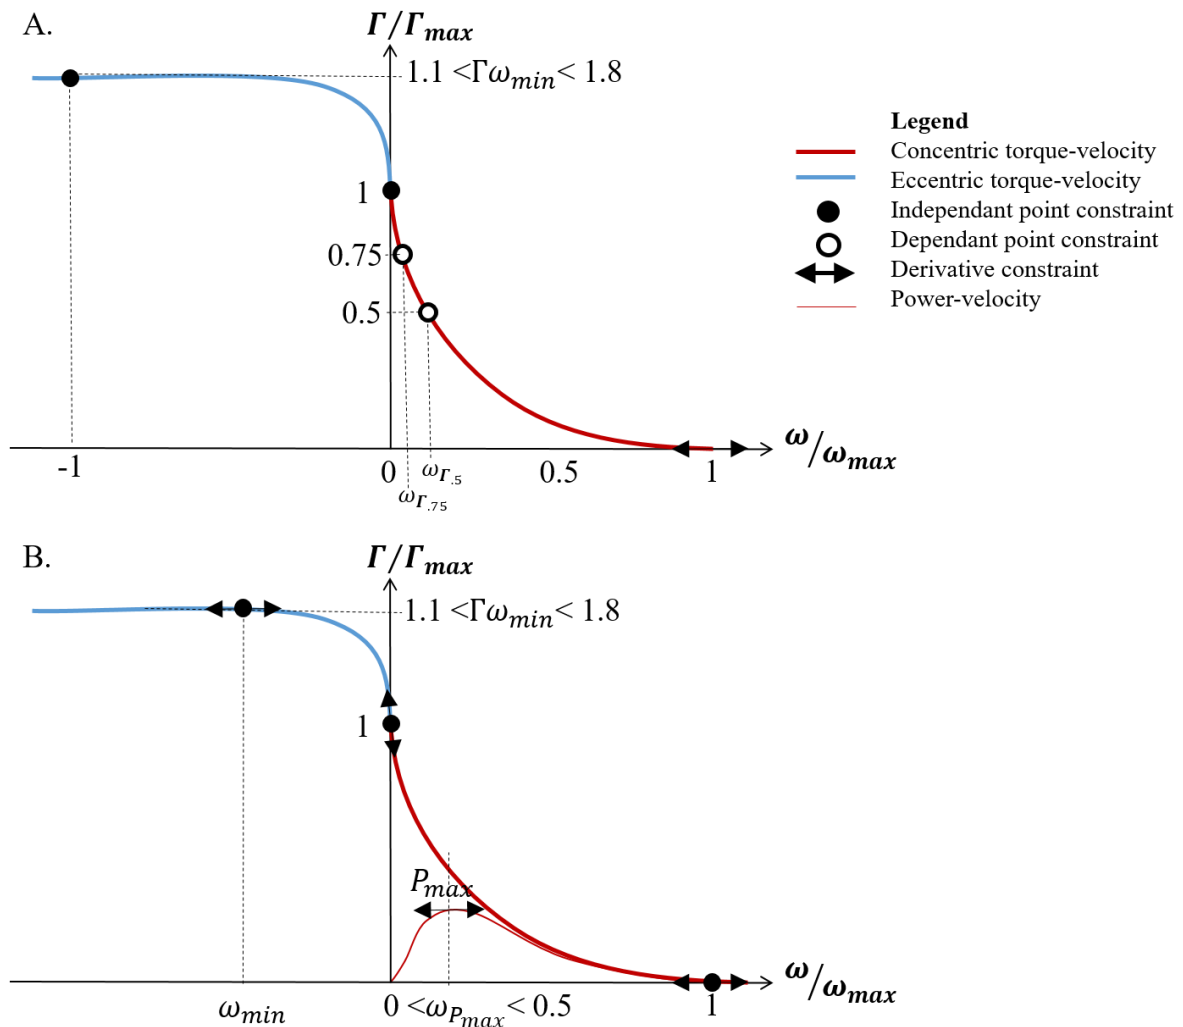 A.
Γ/Γmax
1.1 <Γωmin< 1.8
Legend
Concentric torque-velocity
Eccentric torque-velocity
Independant point constraint
Dependant point constraint
Derivative constraint
Power-velocity
1
0.75
0.5
ω/ωmax
-1
0
ωΓ.5
0.5
1
ωΓ.75
B.
Γ/Γmax
1.1 <Γωmin< 1.8
1
Pmax
ω/ωmax
ωmin
0 <ωPmax < 0.5
1